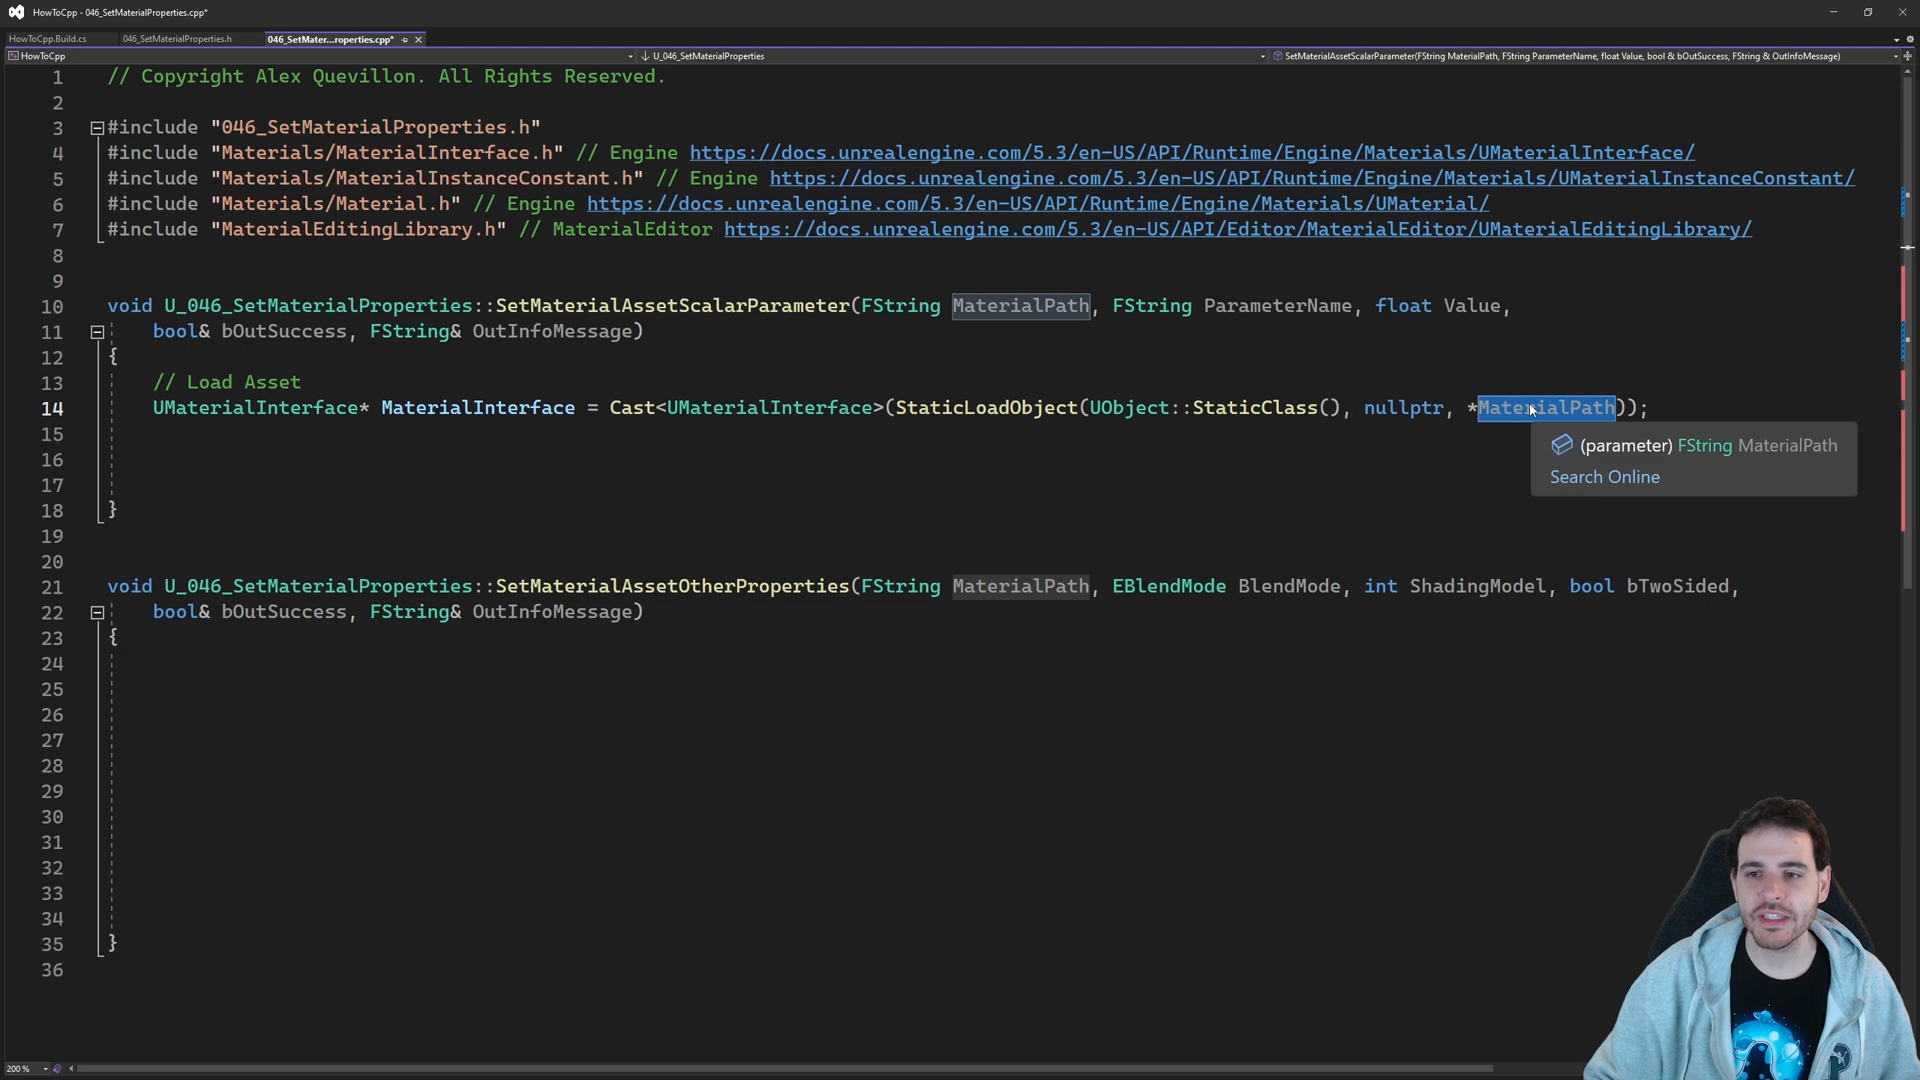 HowToCpp - 046_SetMaterialProperties.cpp*
HowToCpp.Build.cs 046_SetMaterialProperties.h 046_SetMater...roperties.cpp*
HowToCpp U_046_SetMaterialProperties SetMaterialAssetScalarParameter(FString MaterialPath, FString ParameterName, float Value, bool & bOutSuccess, FString & OutInfoMessage)
1 // Copyright Alex Quevillon. All Rights Reserved.
2
3 #include "046_SetMaterialProperties.h"
4 #include "Materials/MaterialInterface.h" // Engine https://docs.unrealengine.com/5.3/en-US/API/Runtime/Engine/Materials/UMaterialInterface/
5 #include "Materials/MaterialInstanceConstant.h" // Engine https://docs.unrealengine.com/5.3/en-US/API/Runtime/Engine/Materials/UMaterialInstanceConstant/
6 #include "Materials/Material.h" // Engine https://docs.unrealengine.com/5.3/en-US/API/Runtime/Engine/Materials/UMaterial/
7 #include "MaterialEditingLibrary.h" // MaterialEditor https://docs.unrealengine.com/5.3/en-US/API/Editor/MaterialEditor/UMaterialEditingLibrary/
8
9
10 void U_046_SetMaterialProperties::SetMaterialAssetScalarParameter(FString MaterialPath, FString ParameterName, float Value,
11 bool& bOutSuccess, FString& OutInfoMessage)
12 {
13 // Load Asset
14 UMaterialInterface* MaterialInterface = Cast<UMaterialInterface>(StaticLoadObject(UObject::StaticClass(), nullptr, *MaterialPath));
15
(parameter) FString MaterialPath
16
Search Online
17
18 }
19
20
21 void U_046_SetMaterialProperties::SetMaterialAssetOtherProperties(FString MaterialPath, EBlendMode BlendMode, int ShadingModel, bool bTwoSided,
22 bool& bOutSuccess, FString& OutInfoMessage)
23 {
24
25
26
27
28
29
30
31
32
33
34
35 }
36
200 %